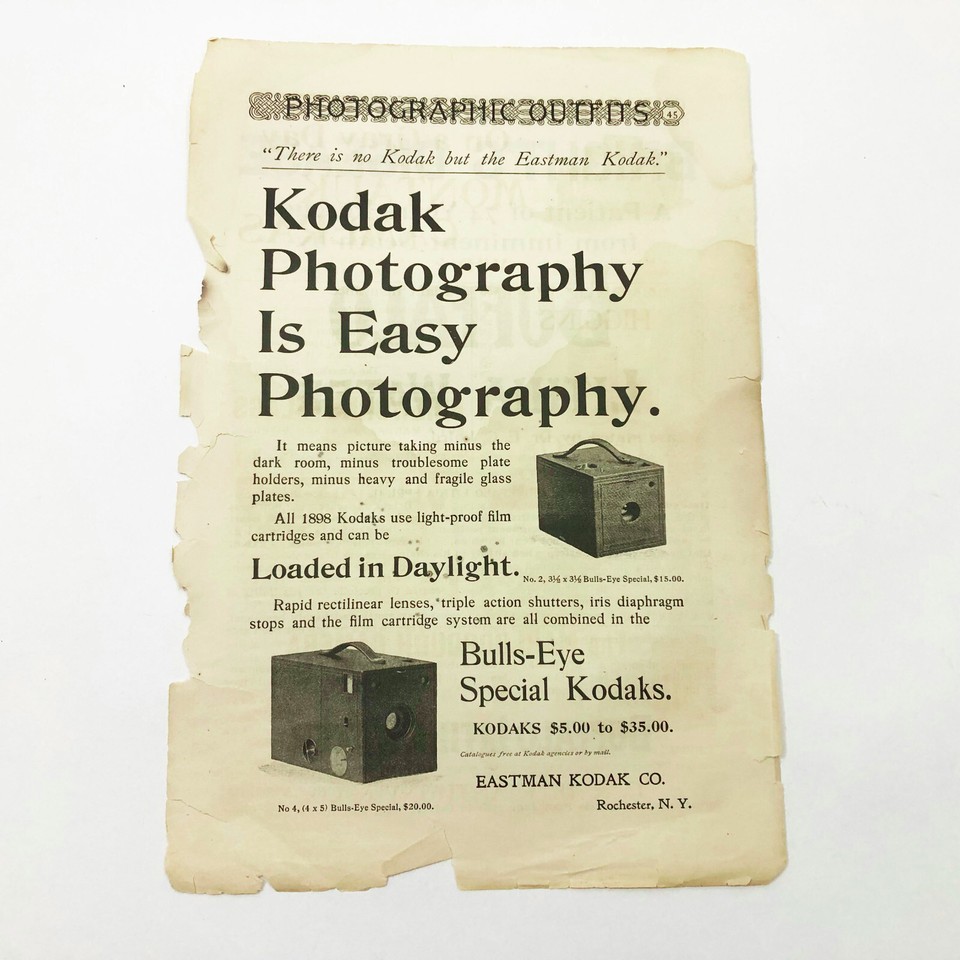 PHOTOGRAPHIC OUTFITS 45
“There is no Kodak but the Eastman Kodak.”
Kodak
Photography
Is Easy
Photography.
It means picture taking minus the
dark room, minus troublesome plate
holders, minus heavy and fragile glass
plates.
All 1898 Kodaks use light-proof film
cartridges and can be
Loaded in Daylight.
No. 2, 3½ x 3½ Bulls-Eye Special, $15.00.
Rapid rectilinear lenses, triple action shutters, iris diaphragm
stops and the film cartridge system are all combined in the
Bulls-Eye
Special Kodaks.
KODAKS $5.00 to $35.00.
Catalogues free at Kodak agencies or by mail.
EASTMAN KODAK CO.
Rochester, N. Y.
No 4, (4 x 5) Bulls-Eye Special, $20.00.